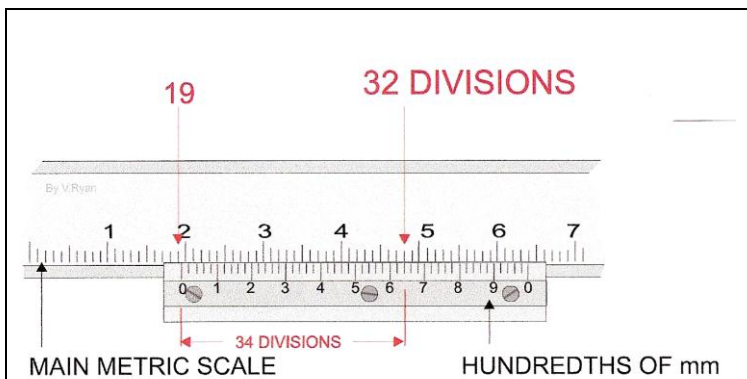 19
32 DIVISIONS
By V.Ryan
1 2 3 4 5 6 7
0 1 2 3 4 5 6 7 8 9 0
34 DIVISIONS
MAIN METRIC SCALE
HUNDREDTHS OF mm